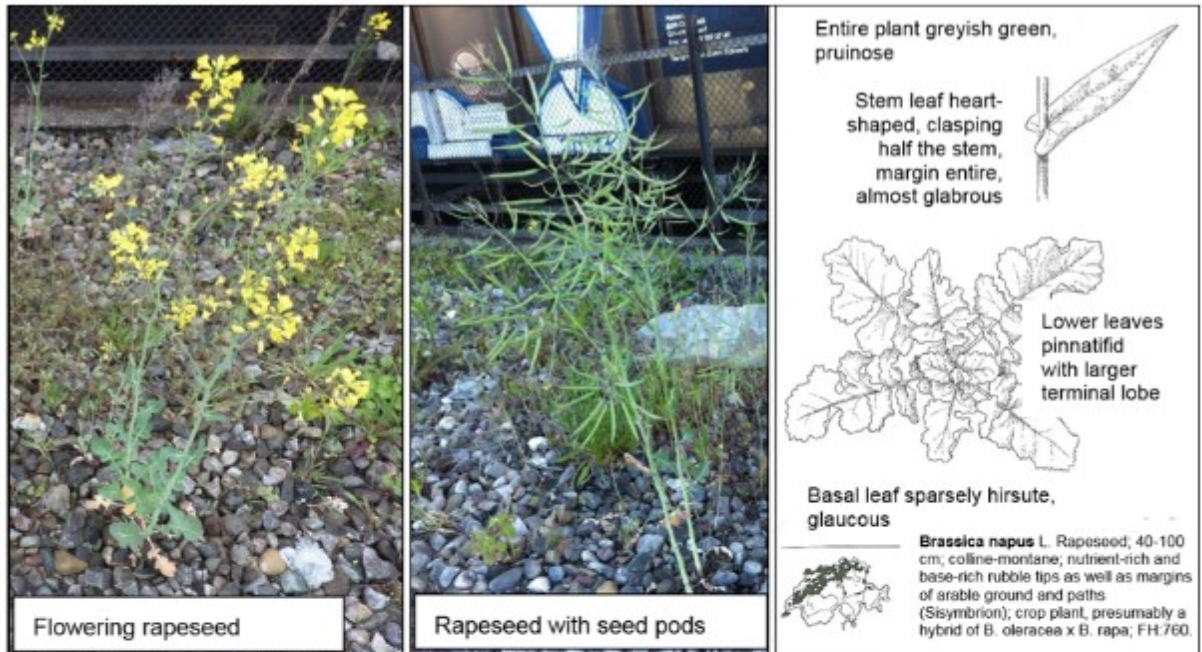 Flowering rapeseed
Rapeseed with seed pods
Entire plant greyish green,
pruinose
Stem leaf heart-
shaped, clasping
half the stem,
margin entire,
almost glabrous
Lower leaves
pinnatifid
with larger
terminal lobe
Basal leaf sparsely hirsute,
glaucous
Brassica napus L. Rapeseed; 40-100
cm; colline-montane; nutrient-rich and
base-rich rubble tips as well as margins
of arable ground and paths
(Sisymbrion); crop plant, presumably a
hybrid of B. oleracea x B. rapa; FH:760.